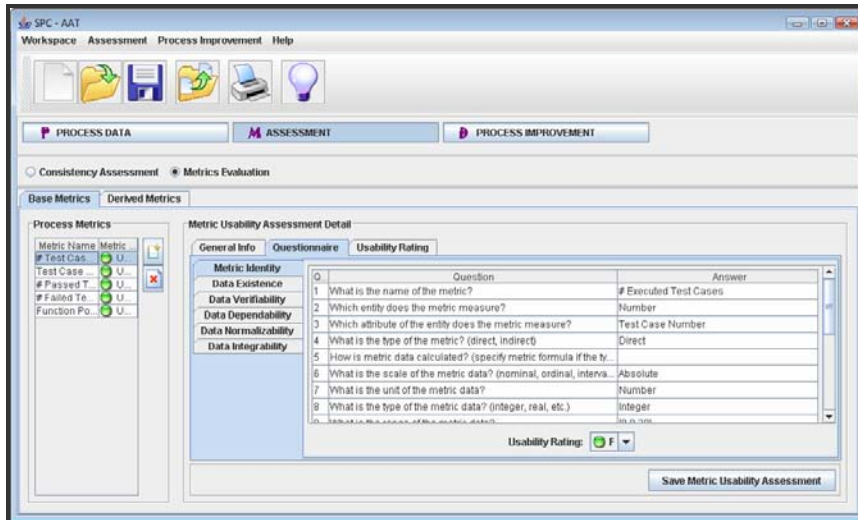 SPC - AAT
Workspace Assessment Process Improvement Help
P PROCESS DATA
M ASSESSMENT
PROCESS IMPROVEMENT
Consistency Assessment
Metrics Evaluation
Base Metrics
Derived Metrics
Process Metrics
Metric Name Metric ...
# Test Cas... U...
Test Case ... U...
# Passed T... U...
# Failed Te... U...
Function Po... U...
Metric Usability Assessment Detail
General Info
Questionnaire
Usability Rating
Metric Identity
Data Existence
Data Verifiability
Data Dependability
Data Normalizability
Data Integrability
Q... Question Answer
1 What is the name of the metric? # Executed Test Cases
2 Which entity does the metric measure? Number
3 Which attribute of the entity does the metric measure? Test Case Number
4 What is the type of the metric? (direct, indirect) Direct
5 How is metric data calculated? (specify metric formula if the ty...
6 What is the scale of the metric data? (nominal, ordinal, interva... Absolute
7 What is the unit of the metric data? Number
8 What is the type of the metric data? (integer, real, etc.) Integer
Usability Rating: F
Save Metric Usability Assessment